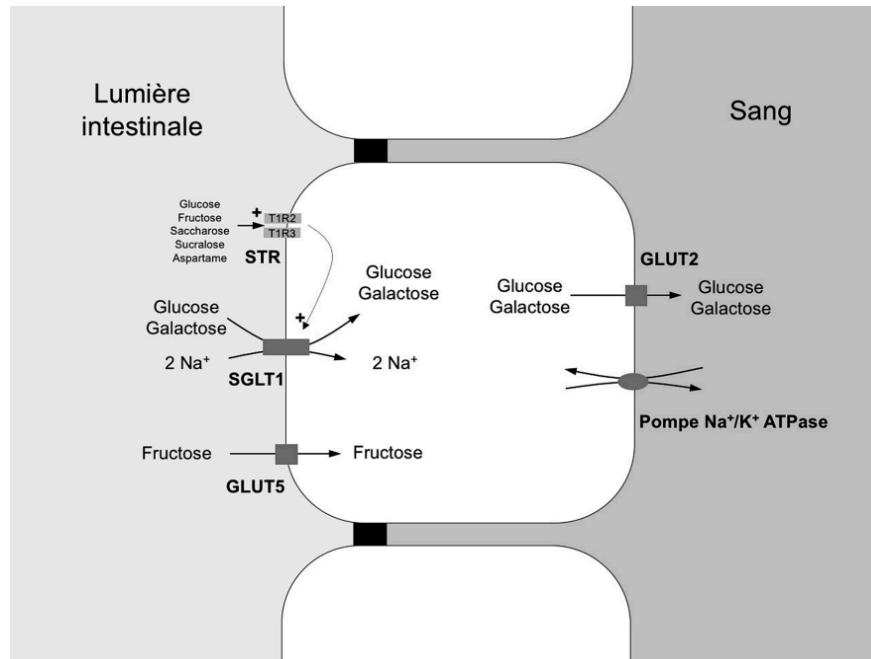 Lumière
intestinale
Sang
Glucose
Fructose
Saccharose
Sucralose
Aspartame
+
T1R2
T1R3
STR
Glucose
Galactose
+
Glucose
Galactose
2 Na⁺
2 Na⁺
SGLT1
Fructose
Fructose
GLUT5
GLUT2
Glucose
Galactose
Glucose
Galactose
Pompe Na⁺/K⁺ ATPase